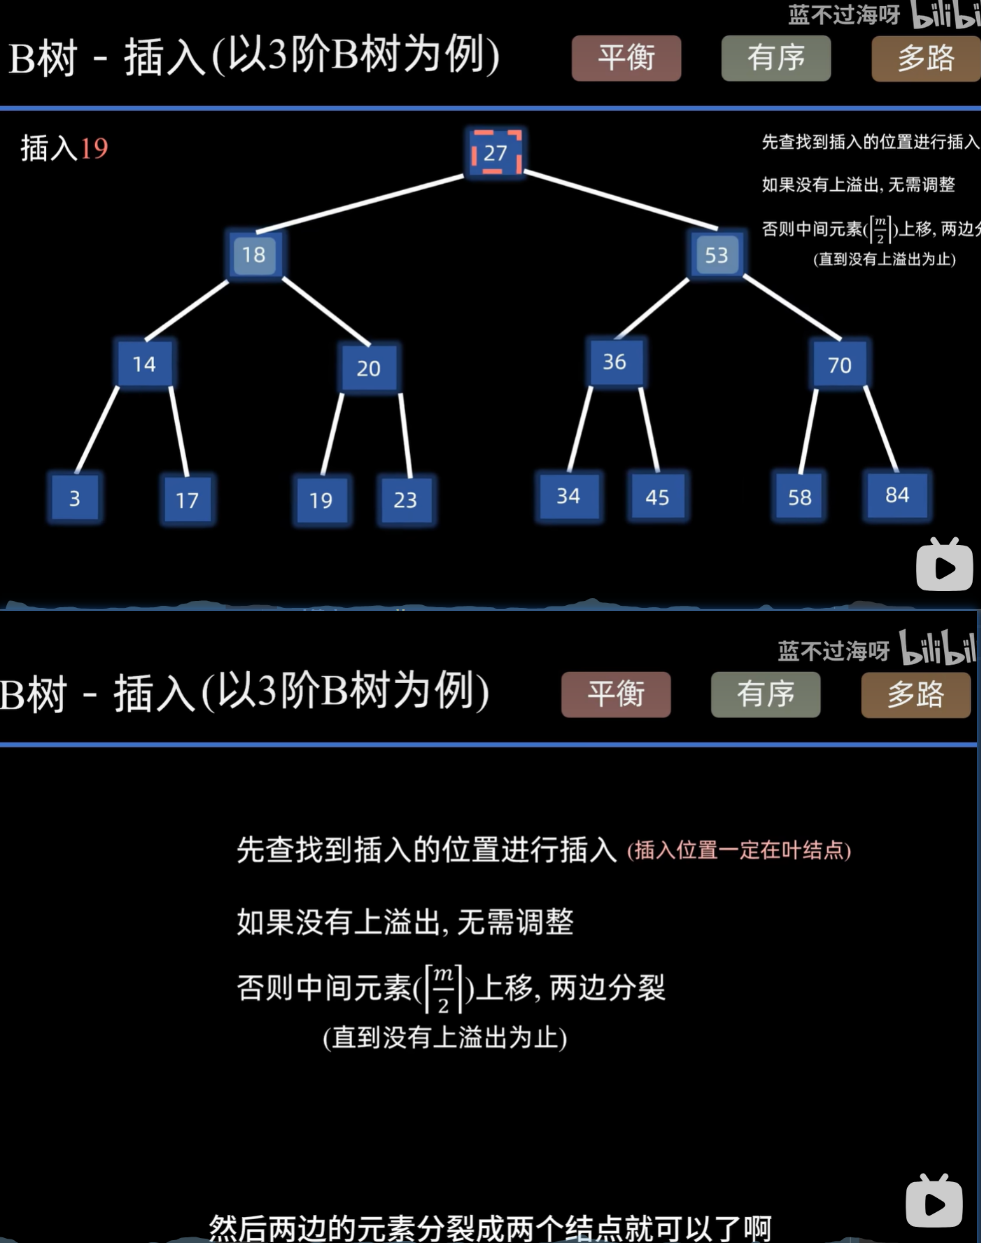 蓝不过海呀 bilibi
B树 - 插入(以3阶B树为例) 平衡 有序 多路
插入19
先查找到插入的位置进行插入
如果没有上溢出, 无需调整
否则中间元素(⌈m/2⌉)上移, 两边
(直到没有上溢出为止)
27
18 53
14 20 36 70
3 17 19 23 34 45 58 84
蓝不过海呀 bilibil
B树 - 插入(以3阶B树为例) 平衡 有序 多路
先查找到插入的位置进行插入 (插入位置一定在叶结点)
如果没有上溢出, 无需调整
否则中间元素(⌈m/2⌉)上移, 两边分裂
(直到没有上溢出为止)
然后两边的元素分裂成两个结点就可以了啊